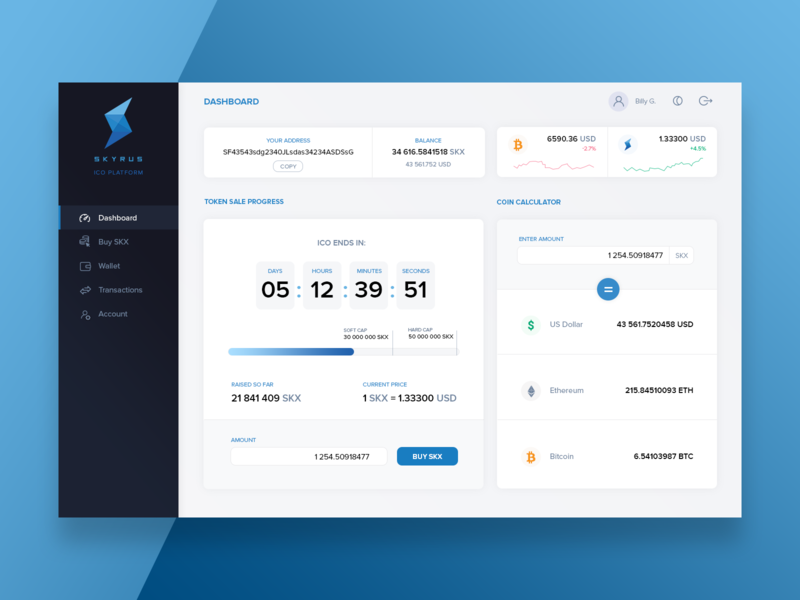 SKYRUS
ICO PLATFORM
Dashboard
Buy SKX
Wallet
Transactions
Account
DASHBOARD
Billy G.
YOUR ADDRESS
SF43543sdg2340JLsdas34234ASDSsG
COPY
BALANCE
34 616.5841518 SKX
43 561.752 USD
6590.36 USD
-2.7%
1.33300 USD
+4.5%
TOKEN SALE PROGRESS
ICO ENDS IN:
DAYS HOURS MINUTES SECONDS
05 : 12 : 39 : 51
SOFT CAP
30 000 000 SKX
HARD CAP
50 000 000 SKX
RAISED SO FAR
21 841 409 SKX
CURRENT PRICE
1 SKX = 1.33300 USD
AMOUNT
1 254.50918477
BUY SKX
COIN CALCULATOR
ENTER AMOUNT
1 254.50918477 SKX
=
$ US Dollar 43 561.7520458 USD
Ethereum 215.84510093 ETH
Bitcoin 6.54103987 BTC